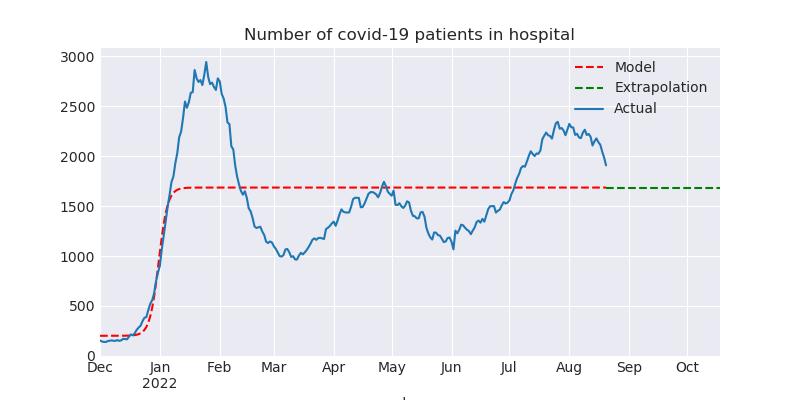 Number of covid-19 patients in hospital
3000
2500
2000
1500
1000
500
0
Model
Extrapolation
Actual
Dec Jan Feb Mar Apr May Jun Jul Aug Sep Oct
2022